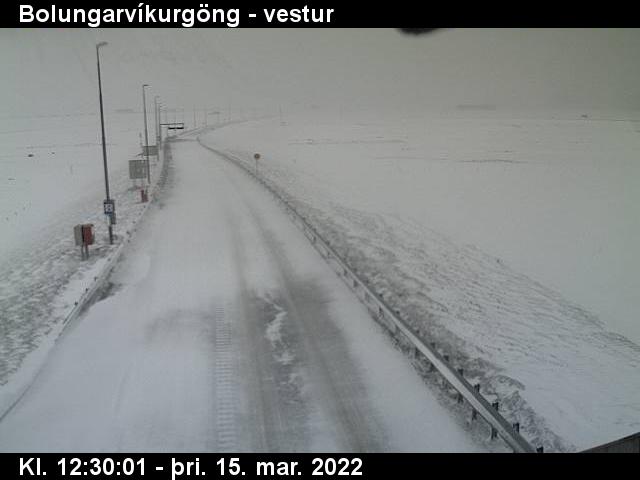 Bolungarvíkurgöng - vestur
Kl. 12:30:01 - þri. 15. mar. 2022